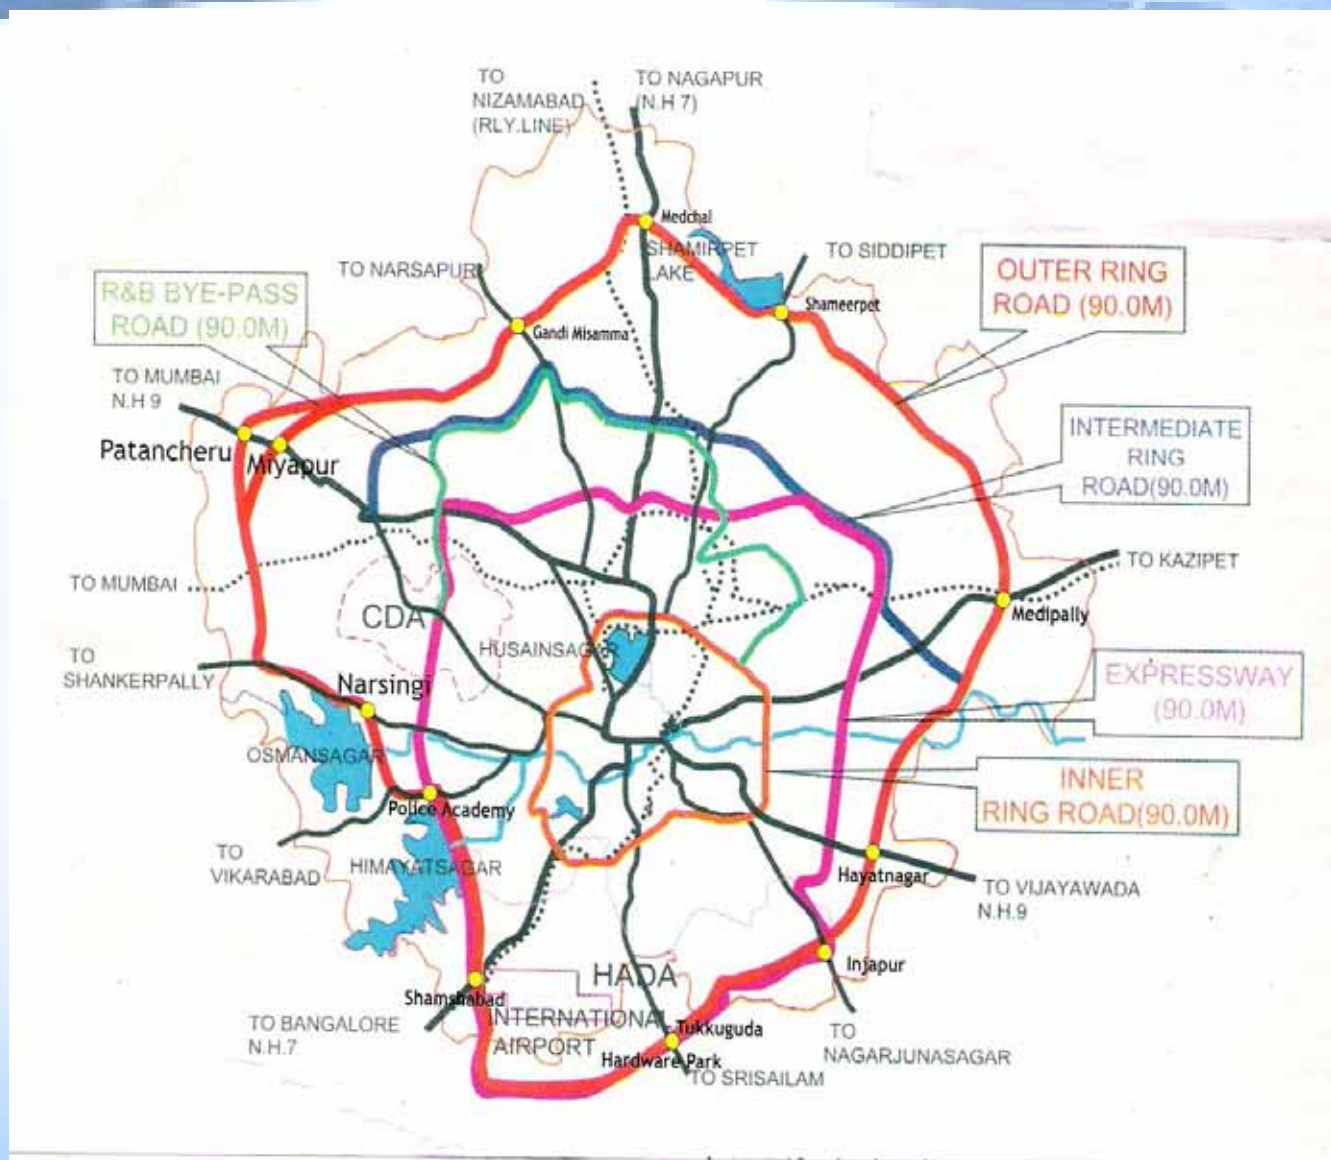 TO
NIZAMABAD
(RLY.LINE)
TO NAGAPUR
(N.H 7)
Medchal
SHAMIRPET
LAKE
TO SIDDIPET
TO NARSAPUR
Shameerpet
Gandi Misamma
R&B BYE-PASS
ROAD (90.0M)
OUTER RING
ROAD (90.0M)
TO MUMBAI
N.H 9
Patancheru
Miyapur
INTERMEDIATE
RING
ROAD(90.0M)
TO KAZIPET
TO MUMBAI
CDA
Medipally
HUSAINSAGAR
TO
SHANKERPALLY
Narsingi
EXPRESSWAY
(90.0M)
OSMANSAGAR
INNER
RING ROAD(90.0M)
Police Academy
TO
VIKARABAD
HIMAYATSAGAR
Hayatnagar
TO VIJAYAWADA
N.H.9
Injapur
HADA
Shamshabad
TO BANGALORE
N.H.7
INTERNATIONAL
AIRPORT
Tukkuguda
Hardware Park
TO SRISAILAM
TO
NAGARJUNASAGAR